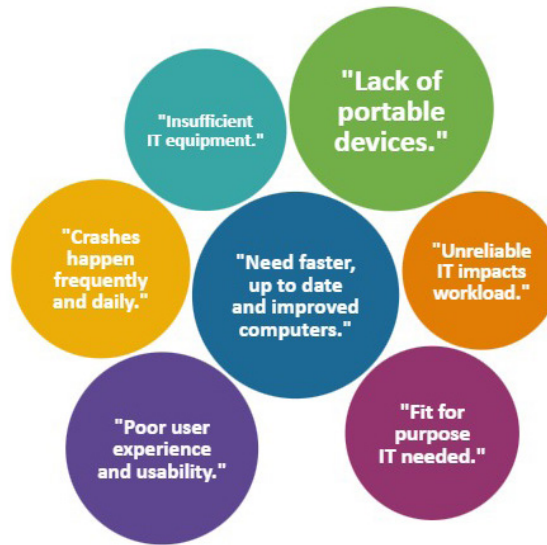 "Lack of
portable
devices."
"Insufficient
IT equipment."
"Crashes
happen
frequently
and daily."
"Need faster,
up to date
and improved
computers."
"Unreliable
IT impacts
workload."
"Poor user
experience
and usability."
"Fit for
purpose
IT needed."